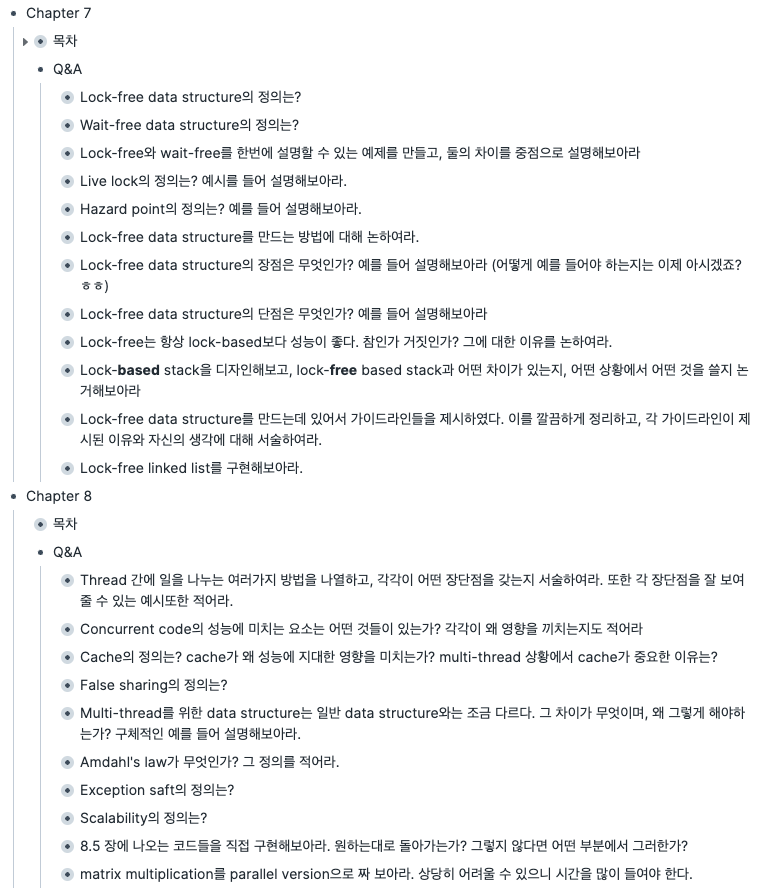 Chapter 7
목차
Q&A
Lock-free data structure의 정의는?
Wait-free data structure의 정의는?
Lock-free와 wait-free를 한번에 설명할 수 있는 예제를 만들고, 둘의 차이를 중점으로 설명해보아라
Live lock의 정의는? 예시를 들어 설명해보아라.
Hazard point의 정의는? 예를 들어 설명해보아라.
Lock-free data structure를 만드는 방법에 대해 논하여라.
Lock-free data structure의 장점은 무엇인가? 예를 들어 설명해보아라 (어떻게 예를 들어야 하는지는 이제 아시겠죠?
ㅎㅎ)
Lock-free data structure의 단점은 무엇인가? 예를 들어 설명해보아라
Lock-free는 항상 lock-based보다 성능이 좋다. 참인가 거짓인가? 그에 대한 이유를 논하여라.
Lock-based stack을 디자인해보고, lock-free based stack과 어떤 차이가 있는지, 어떤 상황에서 어떤 것을 쓸지 논
거해보아라
Lock-free data structure를 만드는데 있어서 가이드라인들을 제시하였다. 이를 깔끔하게 정리하고, 각 가이드라인이 제
시된 이유와 자신의 생각에 대해 서술하여라.
Lock-free linked list를 구현해보아라.
Chapter 8
목차
Q&A
Thread 간에 일을 나누는 여러가지 방법을 나열하고, 각각이 어떤 장단점을 갖는지 서술하여라. 또한 각 장단점을 잘 보여
줄 수 있는 예시또한 적어라.
Concurrent code의 성능에 미치는 요소는 어떤 것들이 있는가? 각각이 왜 영향을 끼치는지도 적어라
Cache의 정의는? cache가 왜 성능에 지대한 영향을 미치는가? multi-thread 상황에서 cache가 중요한 이유는?
False sharing의 정의는?
Multi-thread를 위한 data structure는 일반 data structure와는 조금 다르다. 그 차이가 무엇이며, 왜 그렇게 해야하
는가? 구체적인 예를 들어 설명해보아라.
Amdahl's law가 무엇인가? 그 정의를 적어라.
Exception saft의 정의는?
Scalability의 정의는?
8.5 장에 나오는 코드들을 직접 구현해보아라. 원하는대로 돌아가는가? 그렇지 않다면 어떤 부분에서 그러한가?
matrix multiplication를 parallel version으로 짜 보아라. 상당히 어려울 수 있으니 시간을 많이 들여야 한다.